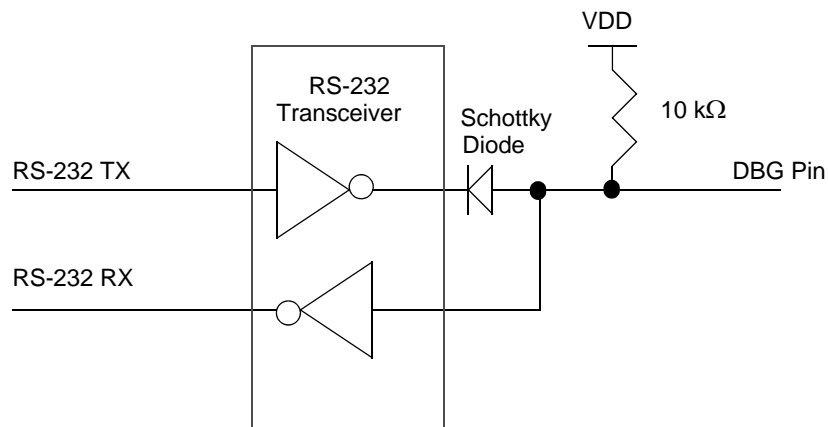 VDD
RS-232
Transceiver
Schottky
Diode
10 kΩ
RS-232 TX
DBG Pin
RS-232 RX